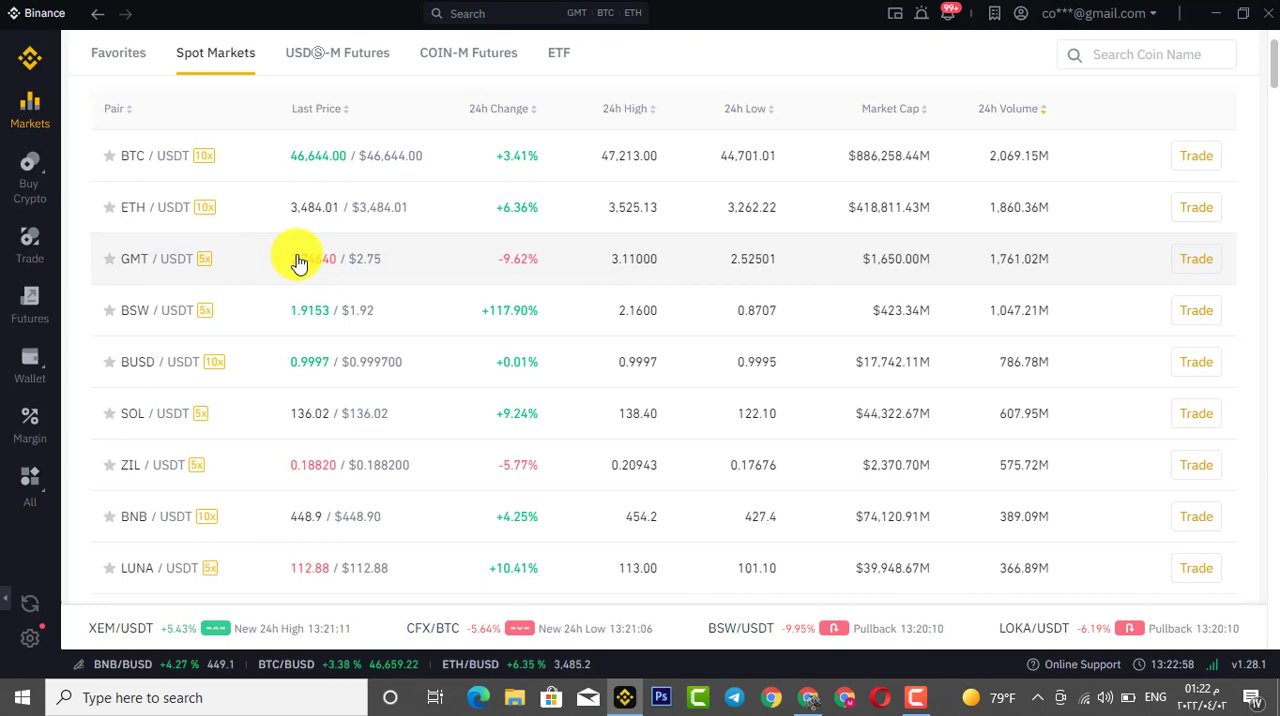 Binance
Search GMT BTC ETH
99+
co***@gmail.com
Favorites Spot Markets USDⓈ-M Futures COIN-M Futures ETF
Search Coin Name
Markets
Buy
Crypto
Trade
Futures
Wallet
Margin
All
Pair Last Price 24h Change 24h High 24h Low Market Cap 24h Volume
BTC / USDT 10x 46,644.00 / $46,644.00 +3.41% 47,213.00 44,701.01 $886,258.44M 2,069.15M Trade
ETH / USDT 10x 3,484.01 / $3,484.01 +6.36% 3,525.13 3,262.22 $418,811.43M 1,860.36M Trade
GMT / USDT 5x / $2.75 -9.62% 3.11000 2.52501 $1,650.00M 1,761.02M Trade
BSW / USDT 5x 1.9153 / $1.92 +117.90% 2.1600 0.8707 $423.34M 1,047.21M Trade
BUSD / USDT 10x 0.9997 / $0.999700 +0.01% 0.9997 0.9995 $17,742.11M 786.78M Trade
SOL / USDT 5x 136.02 / $136.02 +9.24% 138.40 122.10 $44,322.67M 607.95M Trade
ZIL / USDT 5x 0.18820 / $0.188200 -5.77% 0.20943 0.17676 $2,370.70M 575.72M Trade
BNB / USDT 10x 448.9 / $448.90 +4.25% 454.2 427.4 $74,120.91M 389.09M Trade
LUNA / USDT 5x 112.88 / $112.88 +10.41% 113.00 101.10 $39,948.67M 366.89M Trade
XEM/USDT +5.43% New 24h High 13:21:11 CFX/BTC -5.64% New 24h Low 13:21:06 BSW/USDT -9.95% Pullback 13:20:10 LOKA/USDT -6.19% Pullback 13:20:10
BNB/BUSD +4.27 % 449.1 BTC/BUSD +3.38 % 46,659.22 ETH/BUSD +6.35 % 3,485.2 Online Support 13:22:58 v1.28.1
Type here to search
Ps
79°F
ENG
01:22 م